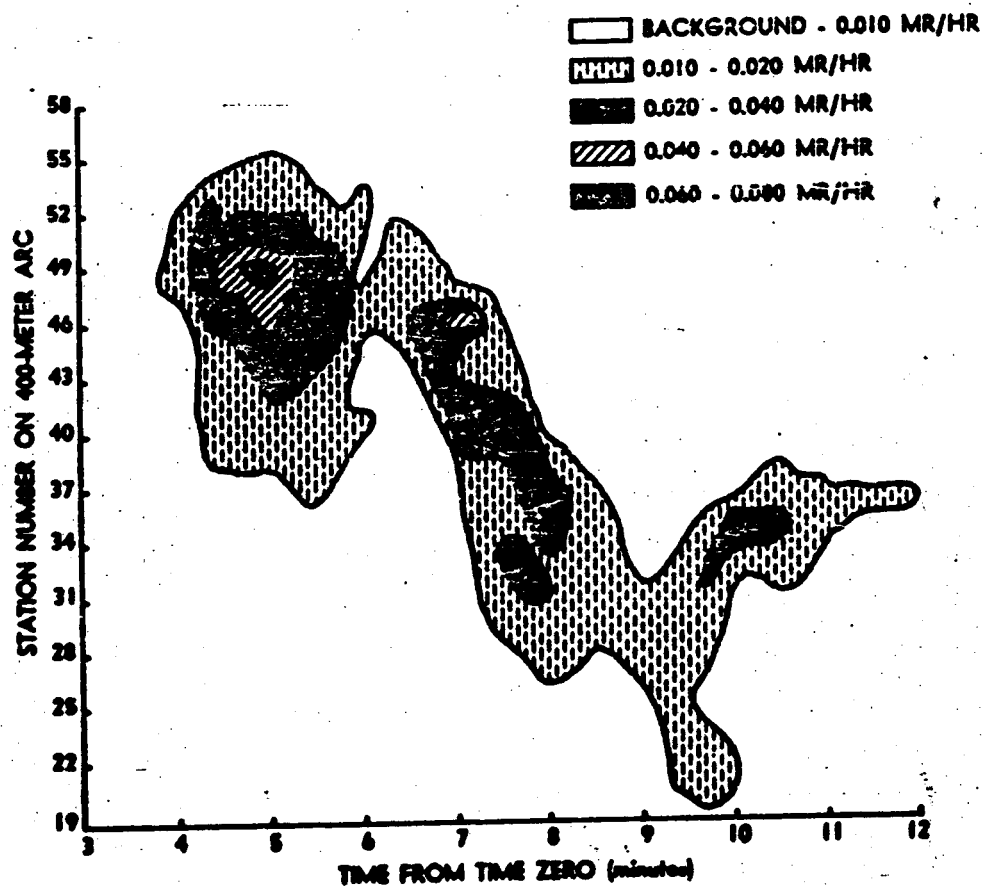 BACKGROUND - 0.010 MR/HR
0.010 - 0.020 MR/HR
0.020 - 0.040 MR/HR
0.040 - 0.060 MR/HR
0.060 - 0.080 MR/HR
STATION NUMBER ON 400-METER ARC
58
55
52
49
46
43
40
37
34
31
28
25
22
19
3 4 5 6 7 8 9 10 11 12
TIME FROM TIME ZERO (minutes)